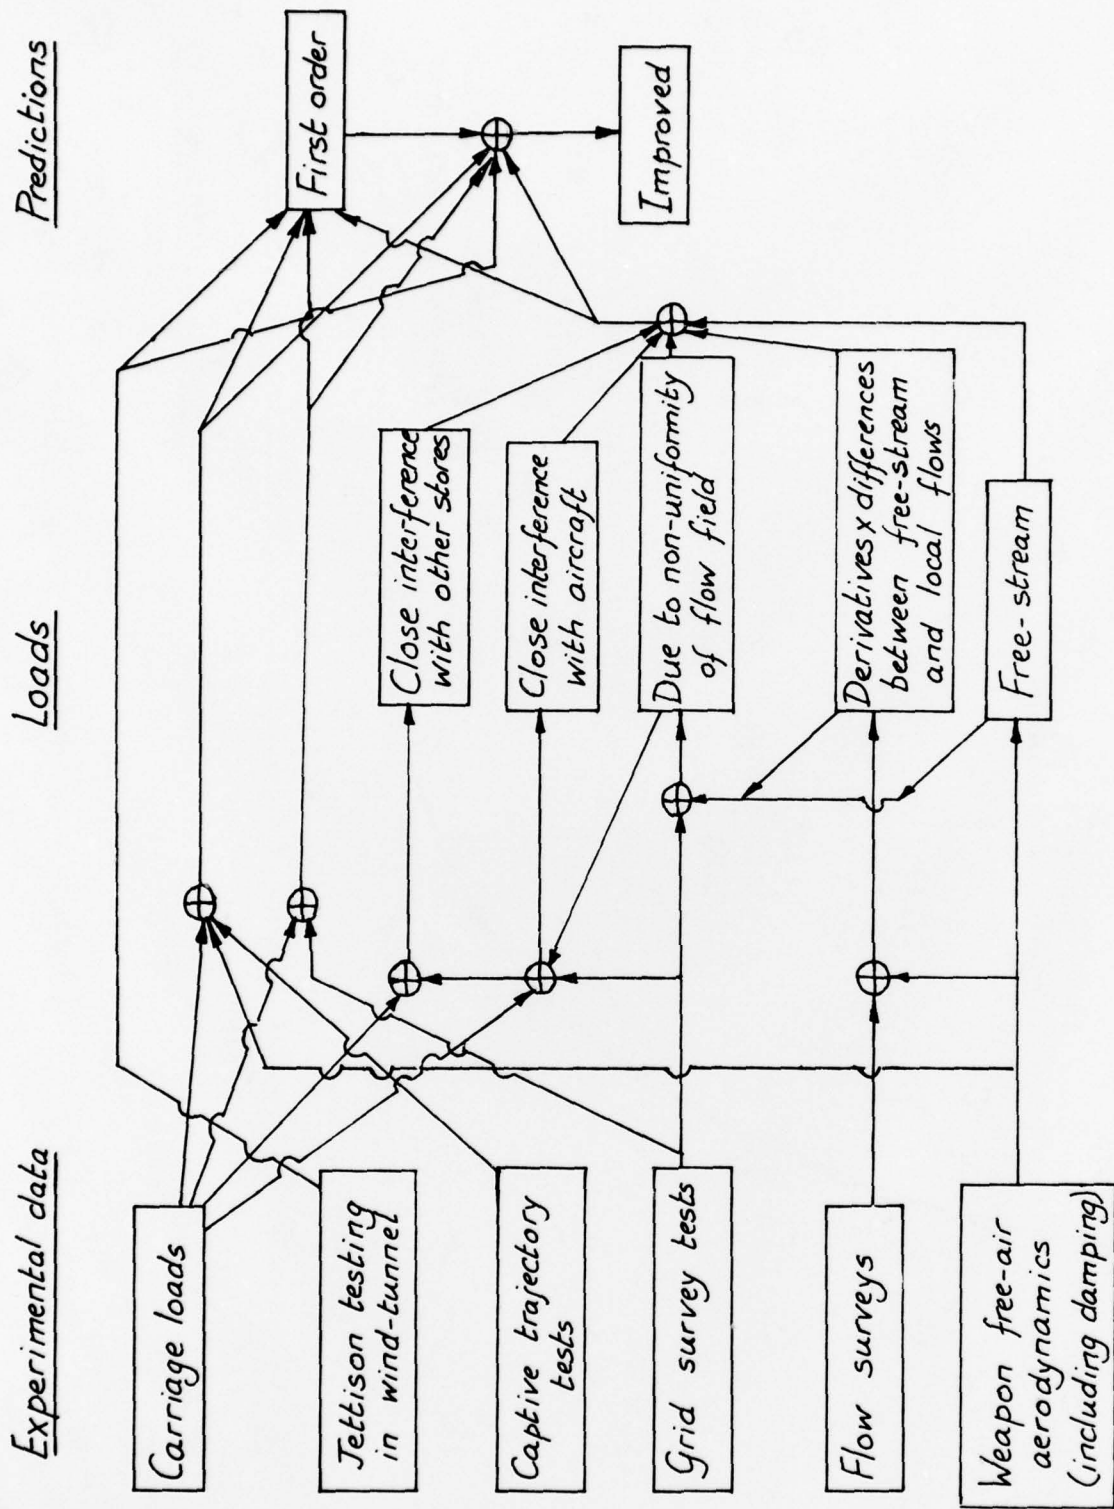 Experimental data
Loads
Predictions
Carriage loads
Jettison testing
in wind-tunnel
Captive trajectory
tests
Grid survey tests
Flow surveys
Weapon free-air
aerodynamics
(including damping)
Close interference
with other stores
Close interference
with aircraft
Due to non-uniformity
of flow field
Derivatives x differences
between free-stream
and local flows
Free-stream
First order
Improved